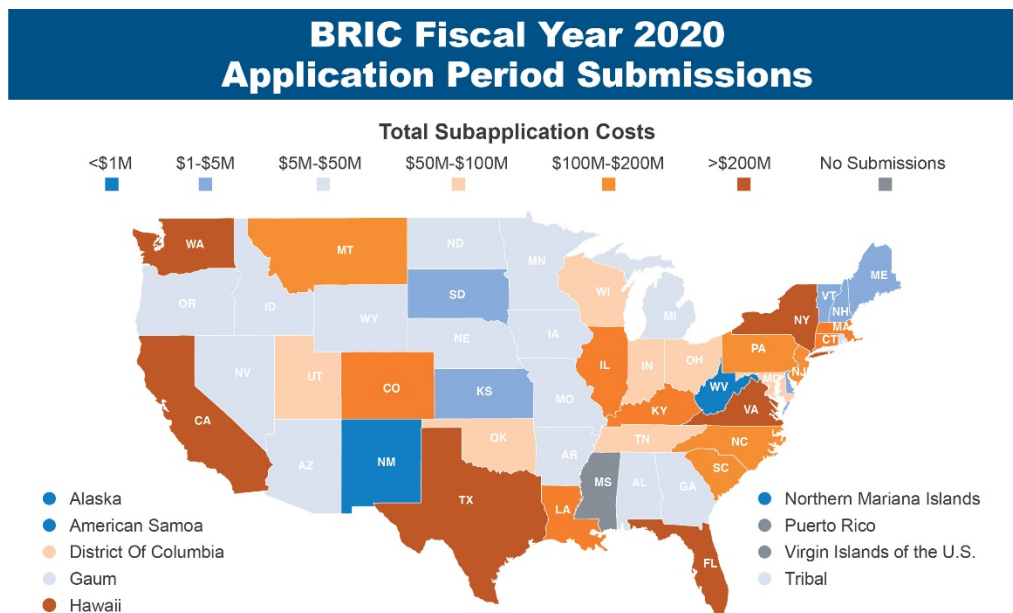 BRIC Fiscal Year 2020
Application Period Submissions
Total Subapplication Costs
<$1M $1-$5M $5M-$50M $50M-$100M $100M-$200M >$200M No Submissions
WA MT ND MN ME
OR ID SD WI VT NH
WY MI NY MA
NE IA CT
NV UT CO IL IN OH PA NJ
CA KS MO WV MD
KY VA
AZ NM OK TN NC
AR SC
TX LA MS AL GA
FL
Alaska
American Samoa
District Of Columbia
Gaum
Hawaii
Northern Mariana Islands
Puerto Rico
Virgin Islands of the U.S.
Tribal